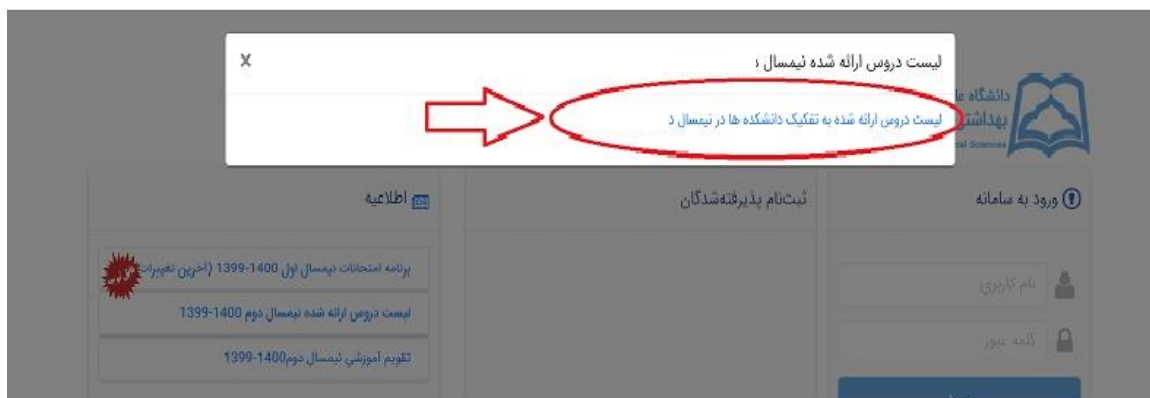 لیست دروس ارائه شده نیمسال
X
لیست دروس ارائه شده به تفکیک دانشکده ها در نیمسال د
دانشگاه
بهداشتی
ورود به سامانه
نام کاربری
کلمه عبور
ثبت‌نام پذیرفته‌شدگان
اطلاعیه
برنامه امتحانات نیمسال اول 1400-1399 (آخرین تغییرات
لیست دروس ارائه شده نیمسال دوم 1400-1399
تقویم آموزشی نیمسال دوم1400-1399